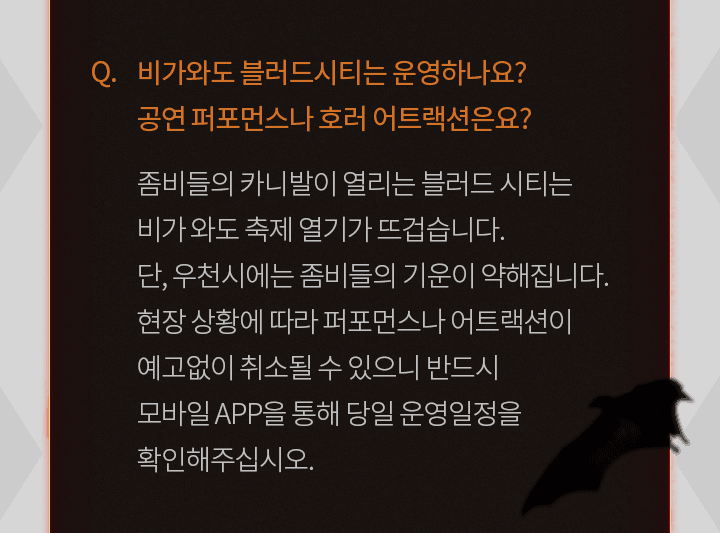 Q. 비가와도 블러드시티는 운영하나요?
공연 퍼포먼스나 호러 어트랙션은요?
좀비들의 카니발이 열리는 블러드 시티는
비가 와도 축제 열기가 뜨겁습니다.
단, 우천시에는 좀비들의 기운이 약해집니다.
현장 상황에 따라 퍼포먼스나 어트랙션이
예고없이 취소될 수 있으니 반드시
모바일 APP을 통해 당일 운영일정을
확인해주십시오.